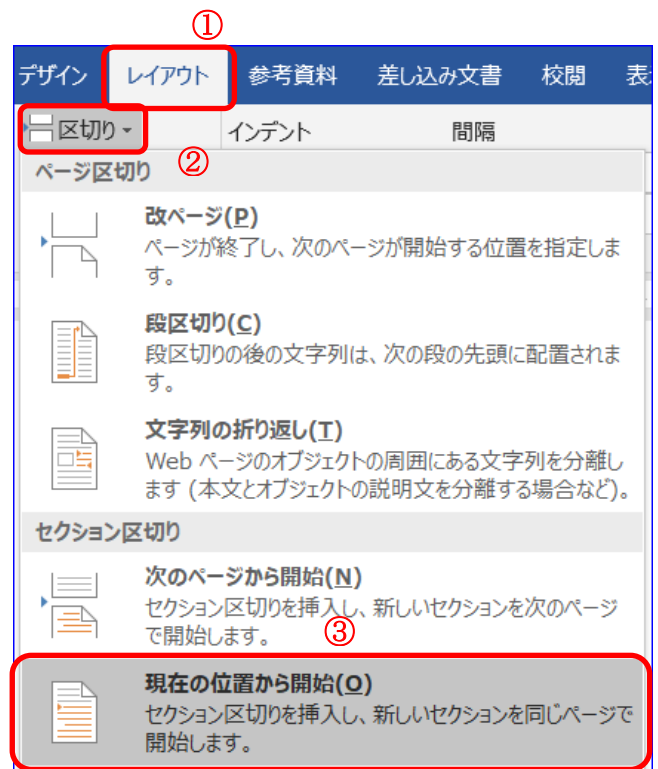 ①
デザイン レイアウト 参考資料 差し込み文書 校閲 表
区切り インデント 間隔
②
ページ区切り
改ページ(P)
ページが終了し、次のページが開始する位置を指定しま
す。
段区切り(C)
段区切りの後の文字列は、次の段の先頭に配置されま
す。
文字列の折り返し(T)
Web ページのオブジェクトの周囲にある文字列を分離し
ます (本文とオブジェクトの説明文を分離する場合など)。
セクション区切り
次のページから開始(N)
セクション区切りを挿入し、新しいセクションを次のページ
で開始します。
③
現在の位置から開始(O)
セクション区切りを挿入し、新しいセクションを同じページで
開始します。